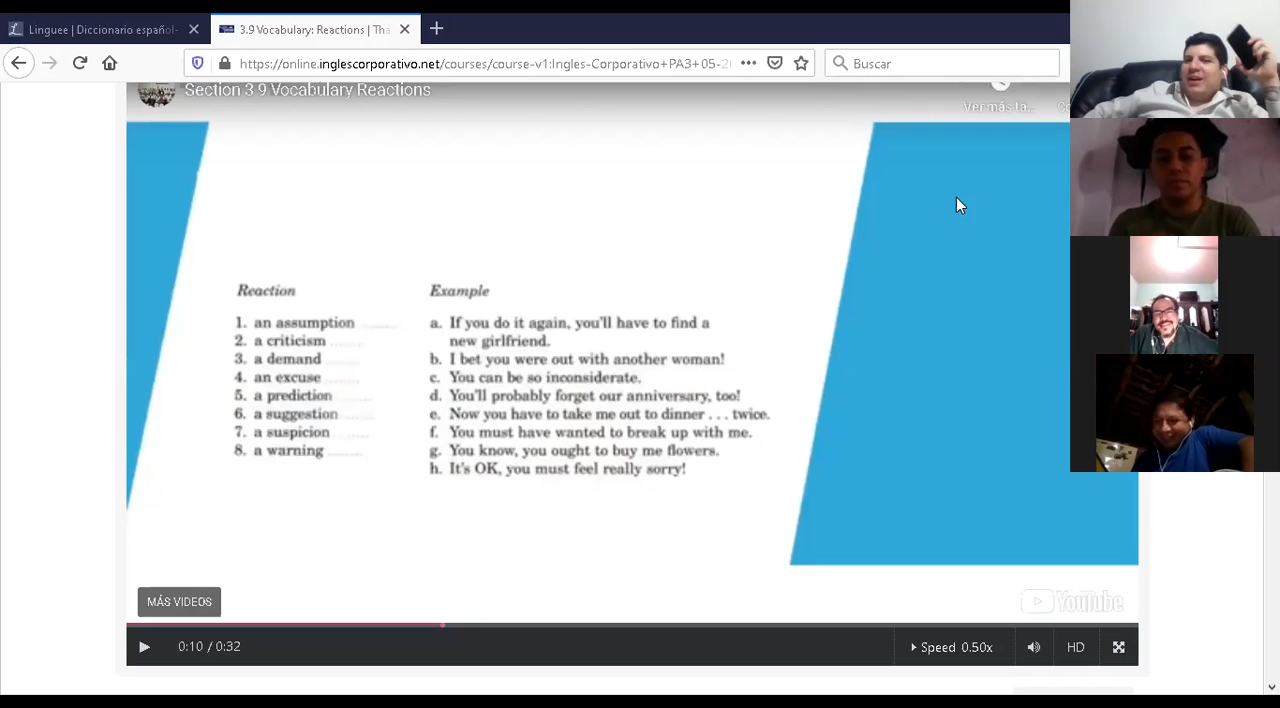 Linguee | Diccionario español-
3.9 Vocabulary: Reactions | Tha
https://online.inglescorporativo.net/courses/course-v1:Ingles-Corporativo+PA3+05-2
Buscar
Section 3 9 Vocabulary Reactions
Ver más ta...
Reaction
1. an assumption
2. a criticism
3. a demand
4. an excuse
5. a prediction
6. a suggestion
7. a suspicion
8. a warning
Example
a. If you do it again, you'll have to find a
new girlfriend.
b. I bet you were out with another woman!
c. You can be so inconsiderate.
d. You'll probably forget our anniversary, too!
e. Now you have to take me out to dinner . . . twice.
f. You must have wanted to break up with me.
g. You know, you ought to buy me flowers.
h. It's OK, you must feel really sorry!
MÁS VIDEOS
YouTube
0:10 / 0:32
Speed 0.50x
HD